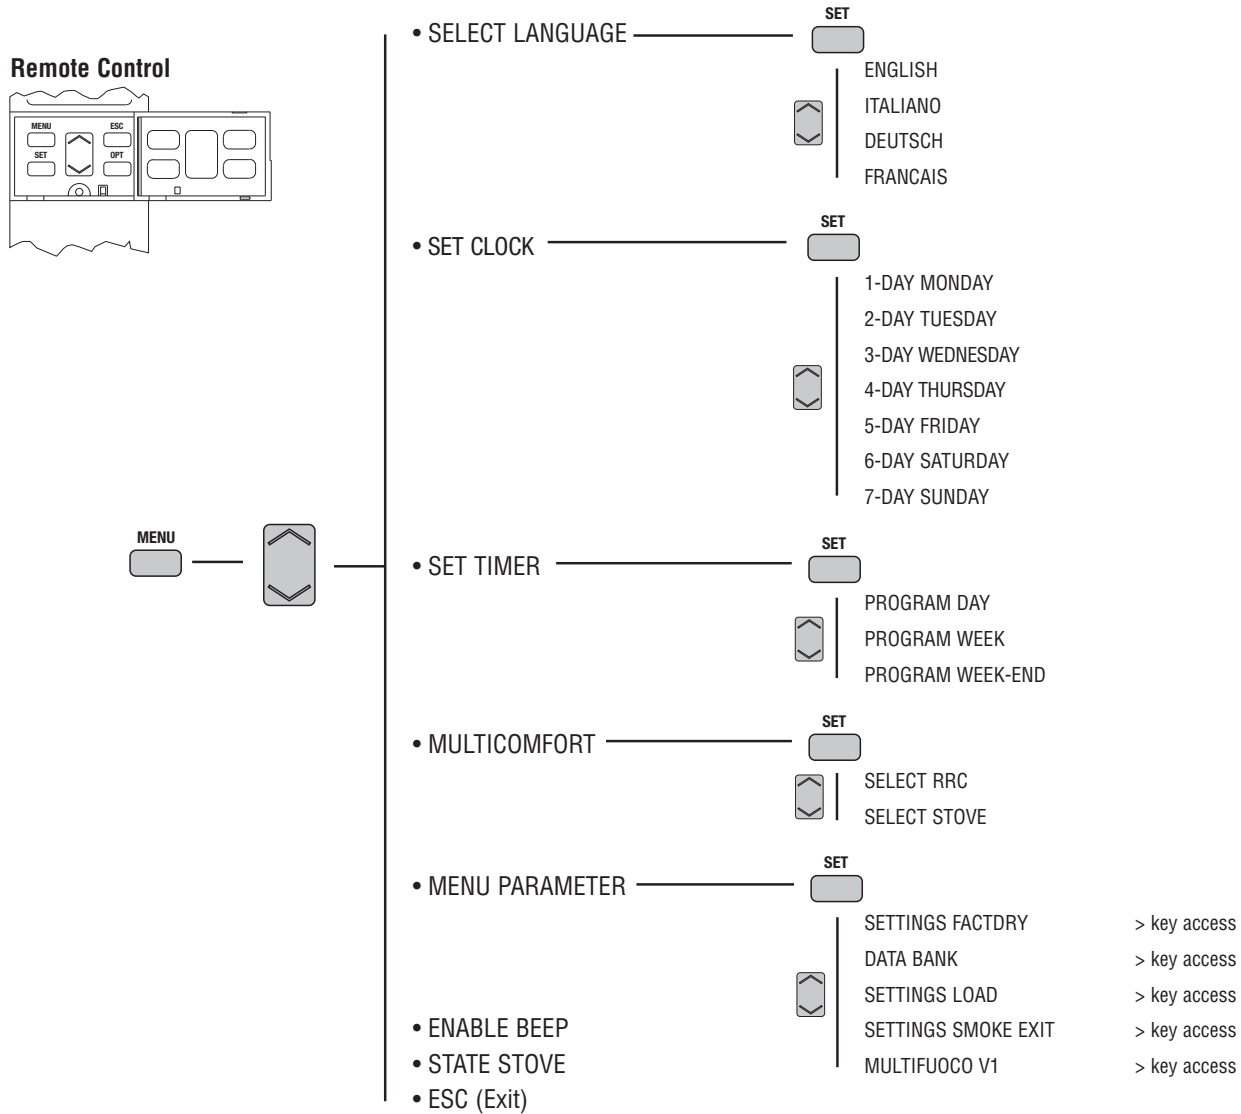 Remote Control
MENU
ESC
SET
OPT
MENU
• SELECT LANGUAGE
SET
ENGLISH
ITALIANO
DEUTSCH
FRANCAIS
• SET CLOCK
SET
1-DAY MONDAY
2-DAY TUESDAY
3-DAY WEDNESDAY
4-DAY THURSDAY
5-DAY FRIDAY
6-DAY SATURDAY
7-DAY SUNDAY
• SET TIMER
SET
PROGRAM DAY
PROGRAM WEEK
PROGRAM WEEK-END
• MULTICOMFORT
SET
SELECT RRC
SELECT STOVE
• MENU PARAMETER
SET
SETTINGS FACTDRY > key access
DATA BANK > key access
SETTINGS LOAD > key access
SETTINGS SMOKE EXIT > key access
MULTIFUOCO V1 > key access
• ENABLE BEEP
• STATE STOVE
• ESC (Exit)